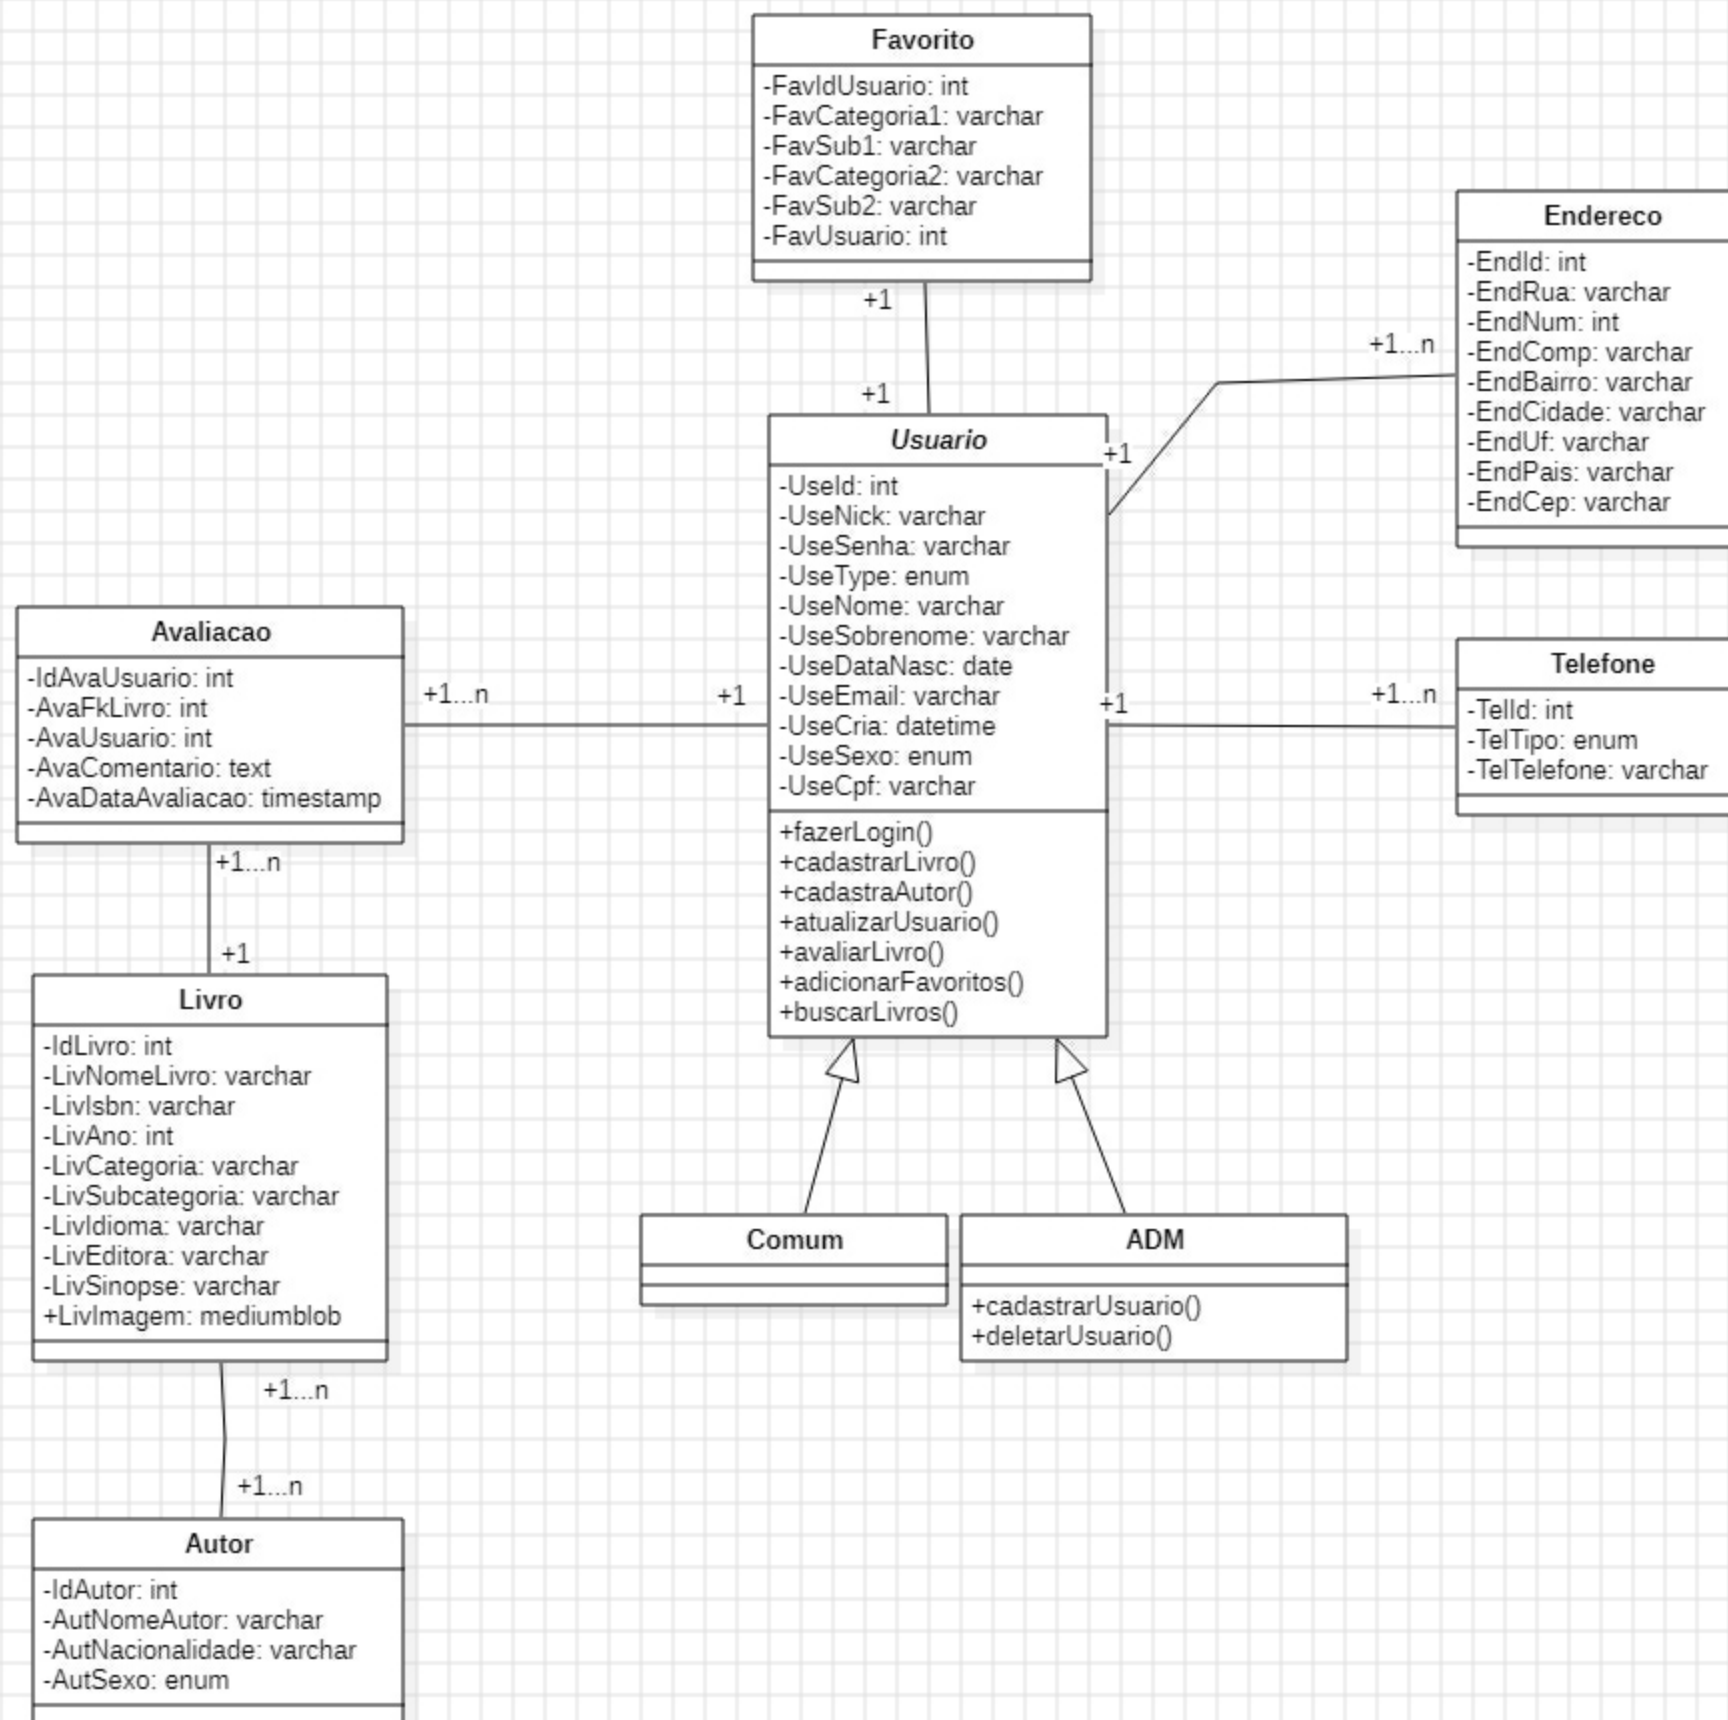 Favorito
-FavIdUsuario: int
-FavCategoria1: varchar
-FavSub1: varchar
-FavCategoria2: varchar
-FavSub2: varchar
-FavUsuario: int
+1
+1
Endereco
-EndId: int
-EndRua: varchar
-EndNum: int
-EndComp: varchar
-EndBairro: varchar
-EndCidade: varchar
-EndUf: varchar
-EndPais: varchar
-EndCep: varchar
+1...n
+1
Usuario
-UseId: int
-UseNick: varchar
-UseSenha: varchar
-UseType: enum
-UseNome: varchar
-UseSobrenome: varchar
-UseDataNasc: date
-UseEmail: varchar
-UseCria: datetime
-UseSexo: enum
-UseCpf: varchar
+fazerLogin()
+cadastrarLivro()
+cadastraAutor()
+atualizarUsuario()
+avaliarLivro()
+adicionarFavoritos()
+buscarLivros()
Avaliacao
-IdAvaUsuario: int
-AvaFkLivro: int
-AvaUsuario: int
-AvaComentario: text
-AvaDataAvaliacao: timestamp
+1...n
+1
+1
+1...n
Telefone
-TelId: int
-TelTipo: enum
-TelTelefone: varchar
+1...n
+1
Livro
-IdLivro: int
-LivNomeLivro: varchar
-LivIsbn: varchar
-LivAno: int
-LivCategoria: varchar
-LivSubcategoria: varchar
-LivIdioma: varchar
-LivEditora: varchar
-LivSinopse: varchar
+LivImagem: mediumblob
Comum
ADM
+cadastrarUsuario()
+deletarUsuario()
+1...n
+1...n
Autor
-IdAutor: int
-AutNomeAutor: varchar
-AutNacionalidade: varchar
-AutSexo: enum